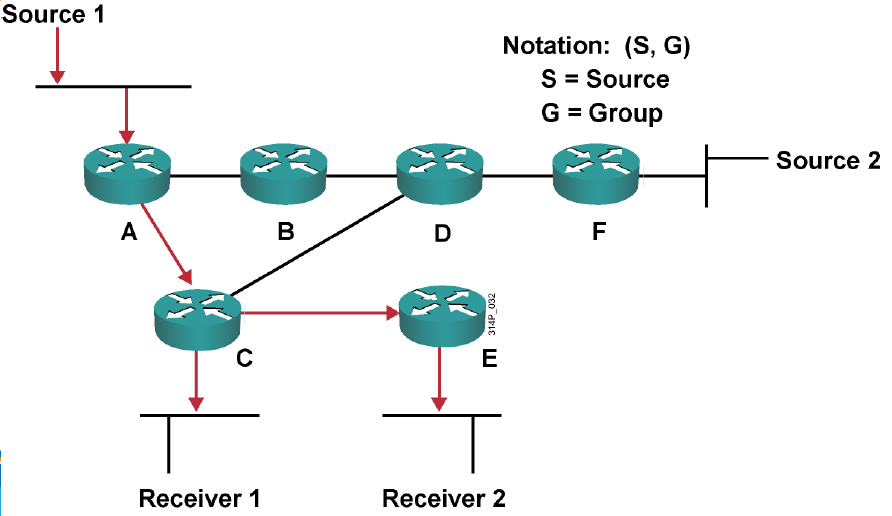 Source 1
Notation: (S, G)
S = Source
G = Group
Source 2
A
B
D
F
314P_032
C
E
Receiver 1
Receiver 2